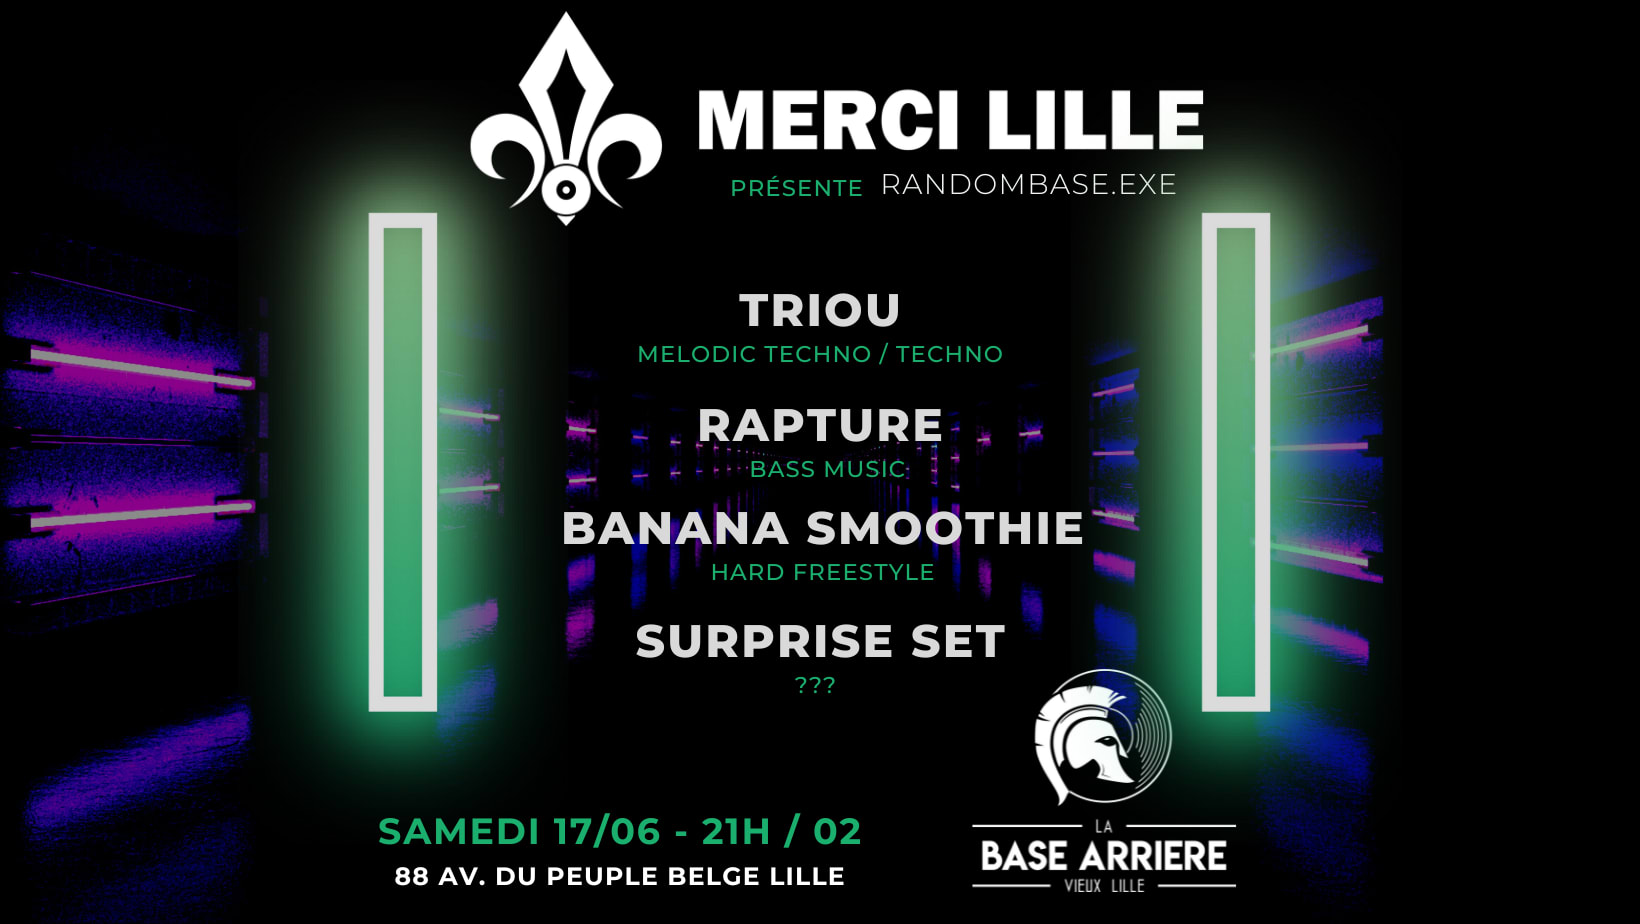 MERCI LILLE
PRÉSENTE RANDOMBASE.EXE
TRIOU
MELODIC TECHNO / TECHNO
RAPTURE
BASS MUSIC
BANANA SMOOTHIE
HARD FREESTYLE
SURPRISE SET
???
SAMEDI 17/06 - 21H / 02
88 AV. DU PEUPLE BELGE LILLE
LA
BASE ARRIERE
VIEUX LILLE